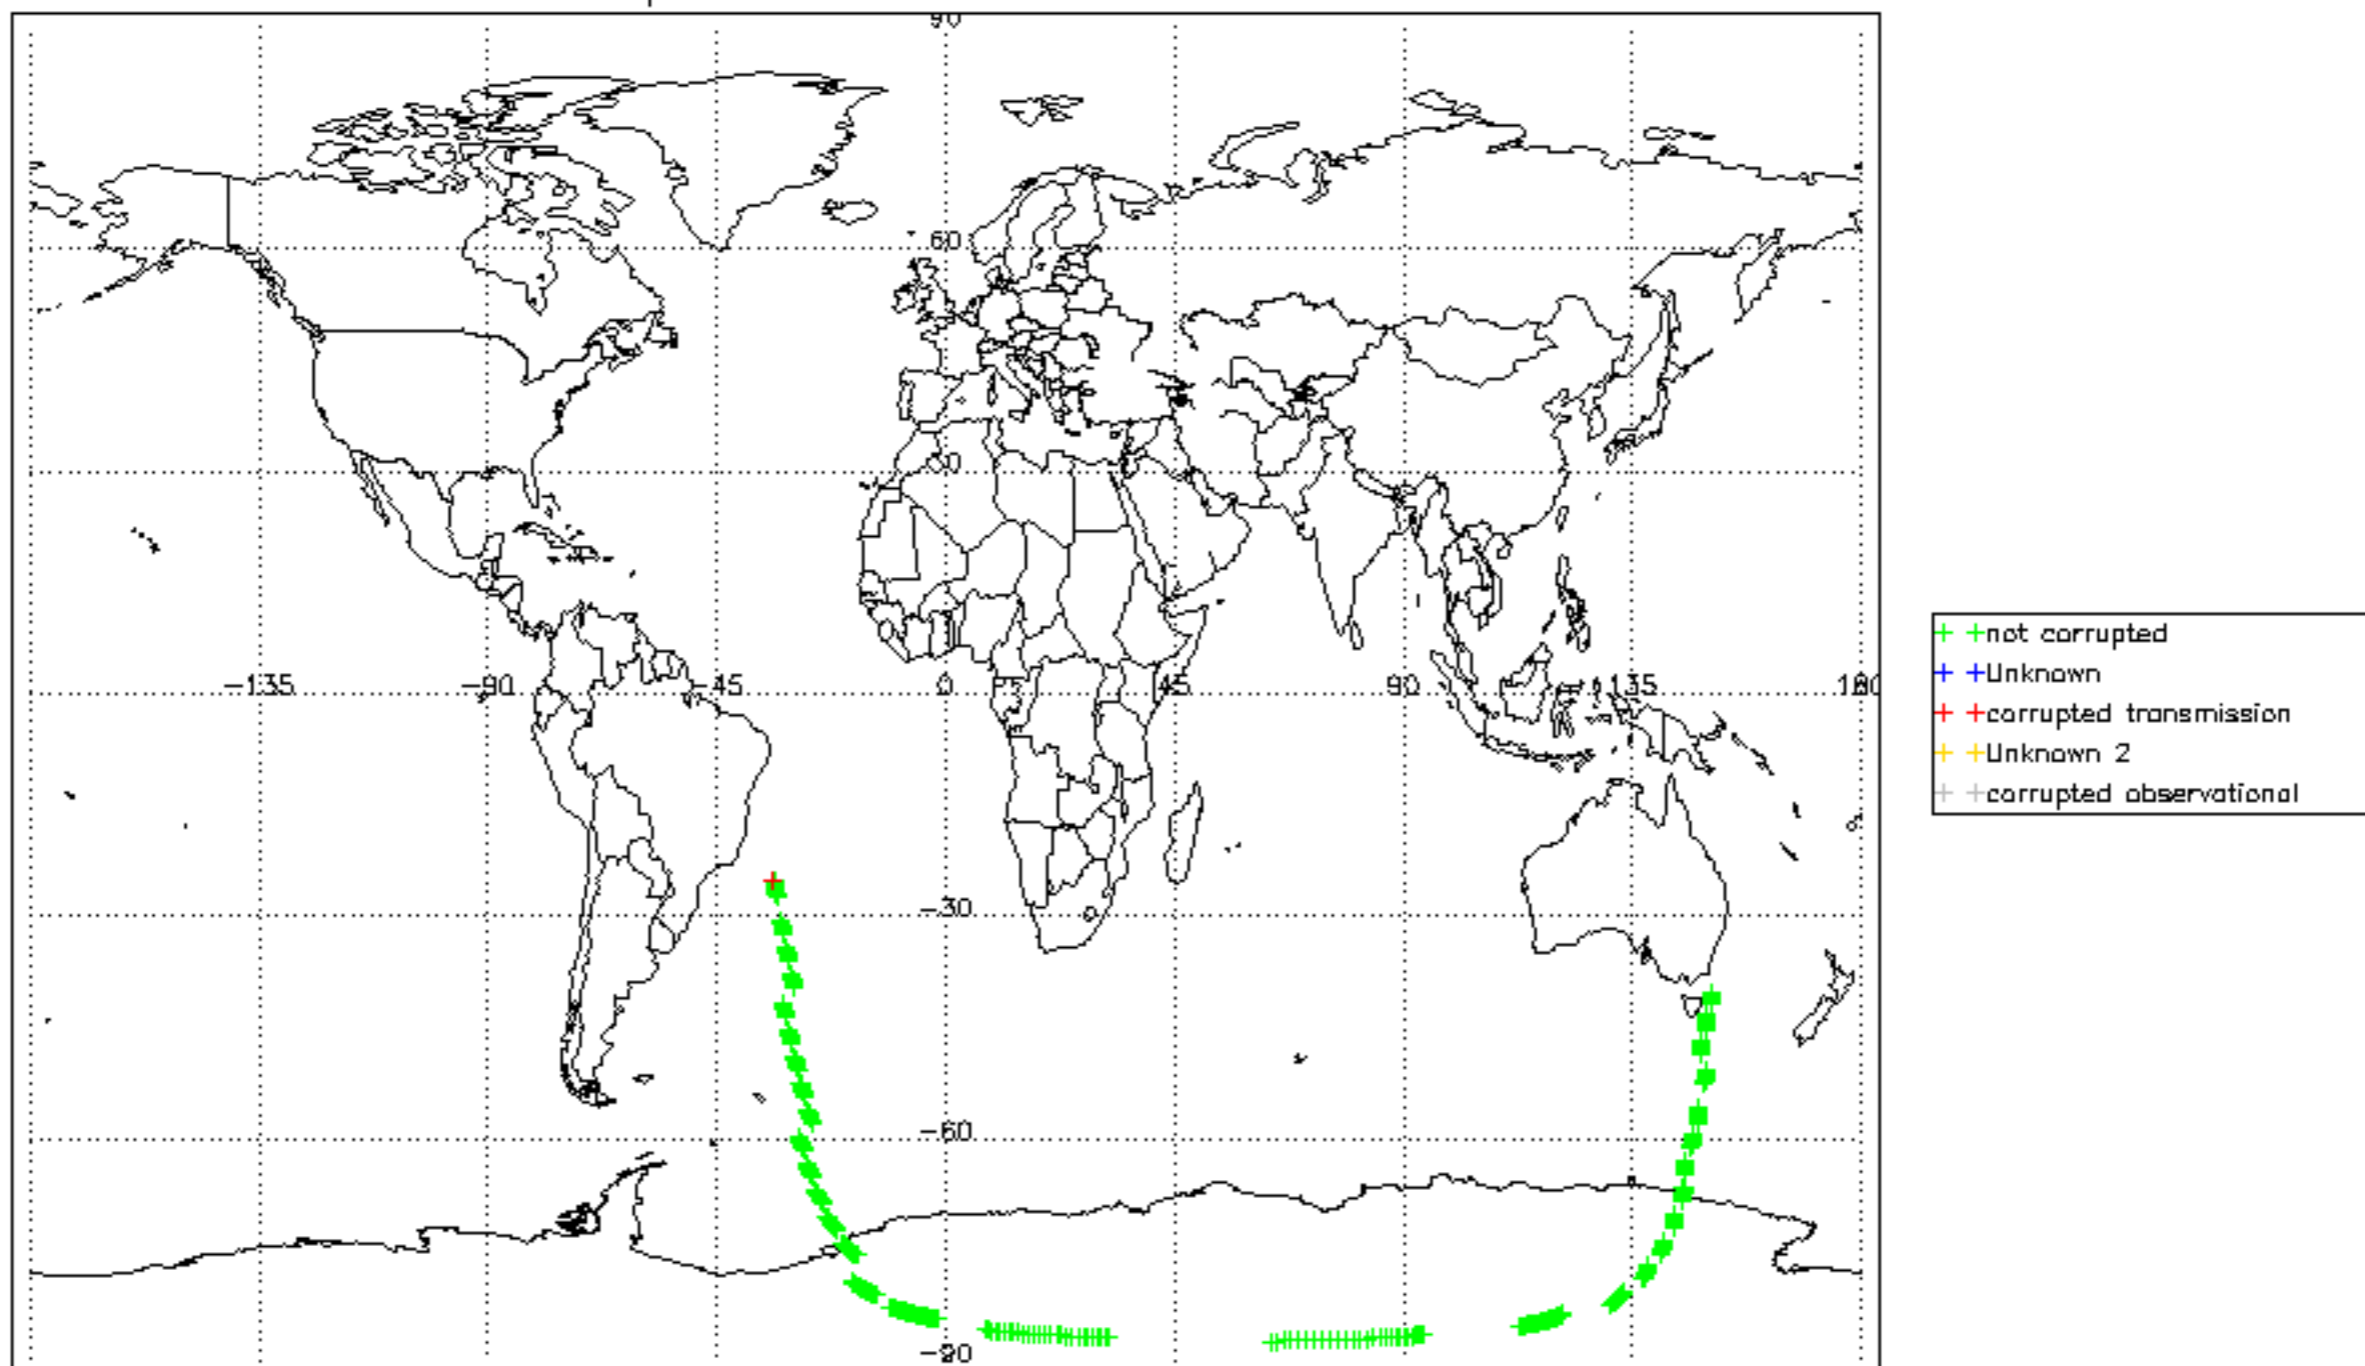 90
60
30
-135 -90 -45 0 45 90 135 180
-30
-60
-90
not corrupted
Unknown
corrupted transmission
Unknown 2
corrupted observational